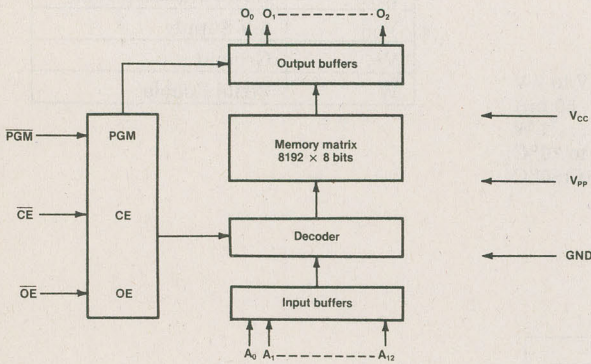 O₀ O₁ O₂
Output buffers
PGM
PGM
Memory matrix
8192 × 8 bits
V_CC
V_PP
CE
CE
Decoder
GND
OE
OE
Input buffers
A₀ A₁ A₁₂